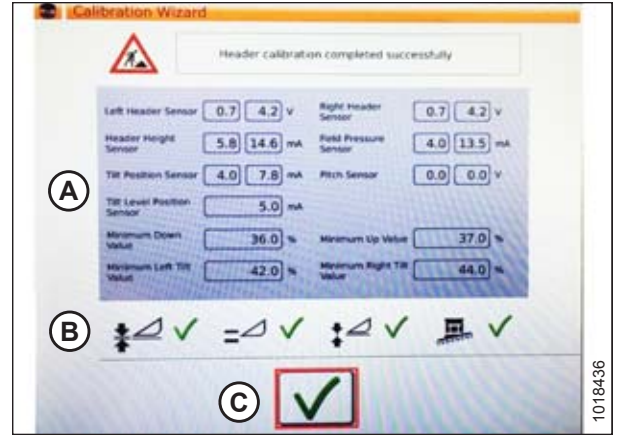 Calibration Wizard
Header calibration completed successfully
Left Header Sensor 0.7 4.2 V Right Header Sensor 0.7 4.2 V
Header Height Sensor 5.8 14.6 mA Field Pressure Sensor 4.0 13.5 mA
A
Tilt Position Sensor 4.0 7.8 mA Pitch Sensor 0.0 0.0 V
Tilt Level Position Sensor 5.0 mA
Minimum Down Value 36.0 % Minimum Up Value 37.0 %
Minimum Left Tilt Value 42.0 % Minimum Right Tilt Value 44.0 %
B
C
1018436